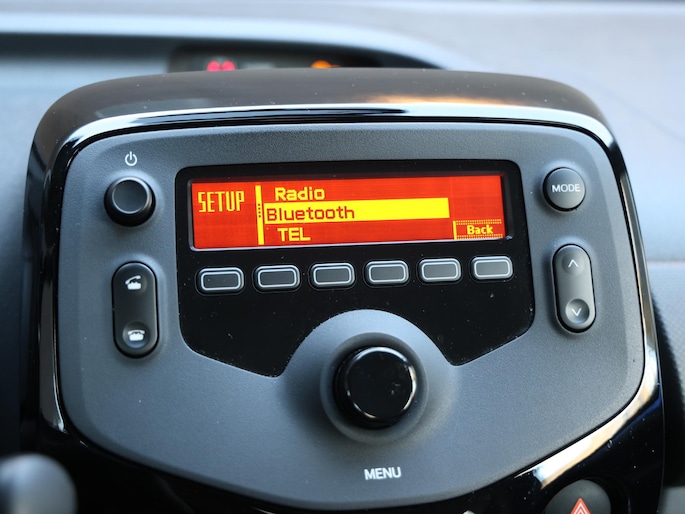 SETUP
Radio
Bluetooth
TEL
Back
MODE
MENU